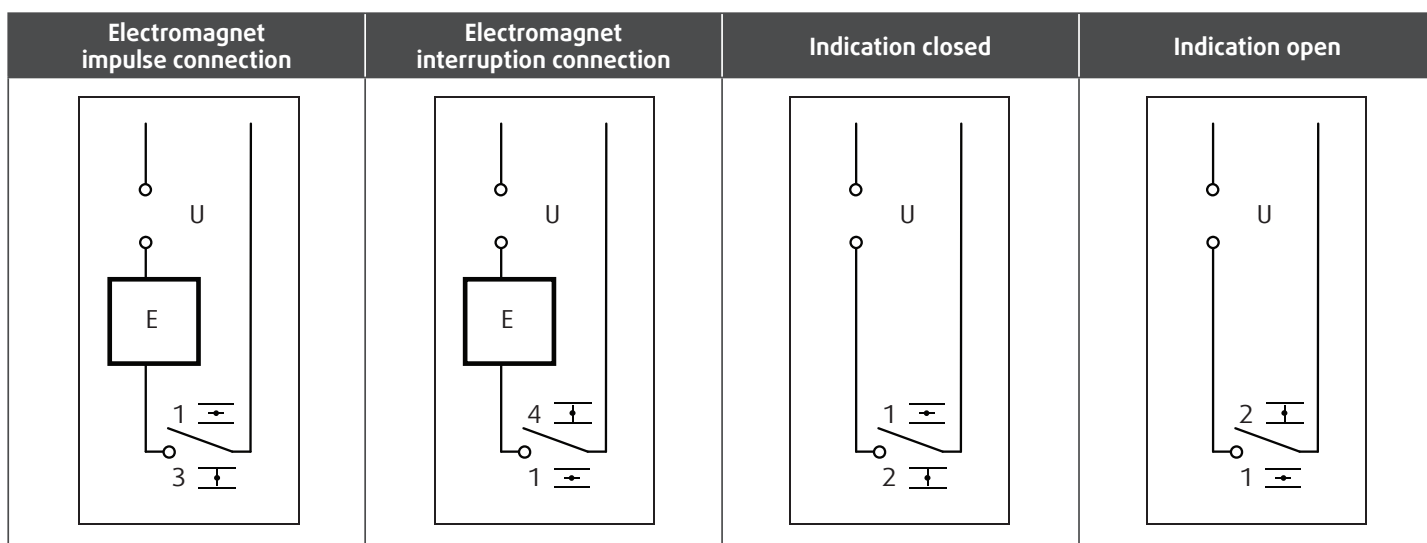 Electromagnet
impulse connection
Electromagnet
interruption connection
Indication closed
Indication open
U
E
1
3
U
E
4
1
U
1
2
U
2
1